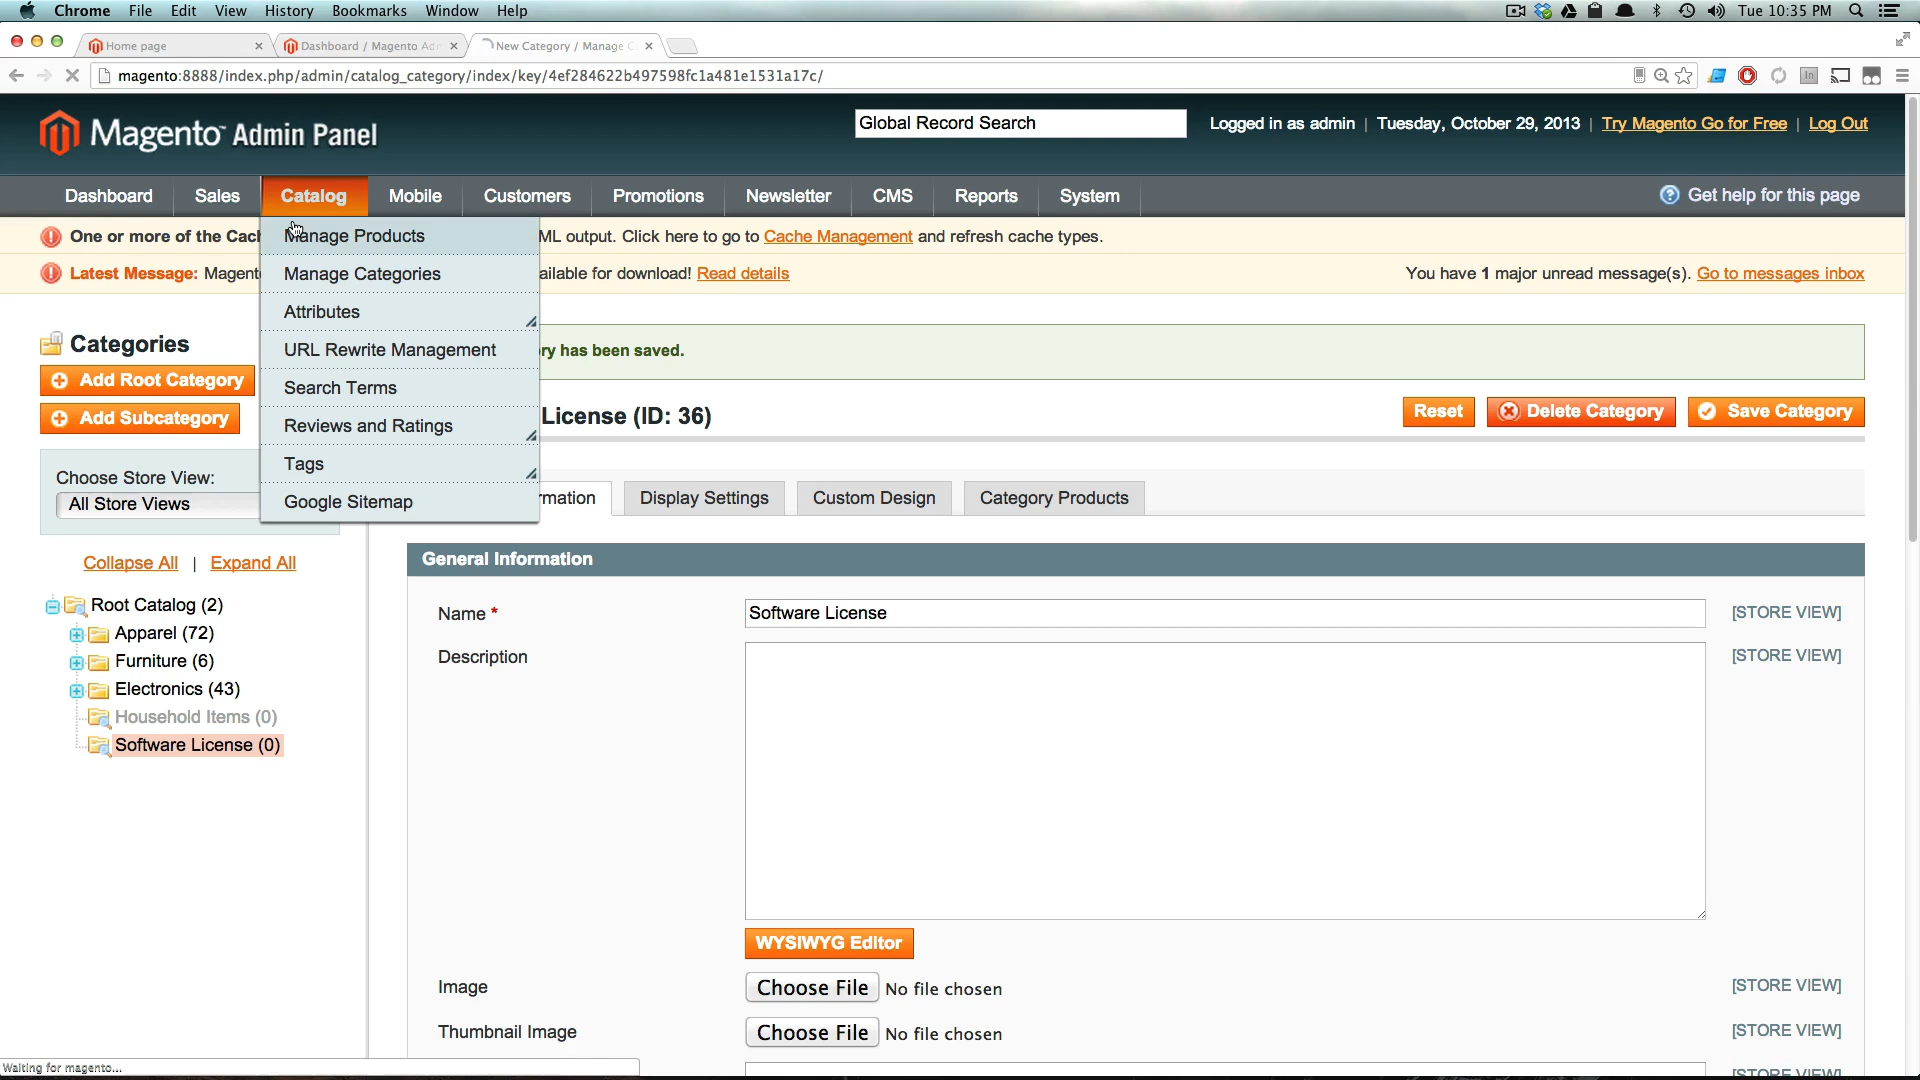 Chrome File Edit View History Bookmarks Window Help Tue 10:35 PM
Home page Dashboard / Magento Ad New Category / Manage C
magento:8888/index.php/admin/catalog_category/index/key/4ef284622b497598fc1a481e1531a17c/
Magento Admin Panel Global Record Search Logged in as admin | Tuesday, October 29, 2013 | Try Magento Go for Free | Log Out
Dashboard Sales Catalog Mobile Customers Promotions Newsletter CMS Reports System Get help for this page
One or more of the Cach ML output. Click here to go to Cache Management and refresh cache types.
Latest Message: Magento ailable for download! Read details You have 1 major unread message(s). Go to messages inbox
Manage Products
Manage Categories
Attributes
URL Rewrite Management
Search Terms
Reviews and Ratings
Tags
Google Sitemap
Categories
Add Root Category
Add Subcategory
Choose Store View:
All Store Views
Collapse All | Expand All
Root Catalog (2)
Apparel (72)
Furniture (6)
Electronics (43)
Household Items (0)
Software License (0)
ry has been saved.
License (ID: 36) Reset Delete Category Save Category
rmation Display Settings Custom Design Category Products
General Information
Name * Software License [STORE VIEW]
Description [STORE VIEW]
WYSIWYG Editor
Image Choose File No file chosen [STORE VIEW]
Thumbnail Image Choose File No file chosen [STORE VIEW]
[STORE VIEW]
Waiting for magento...